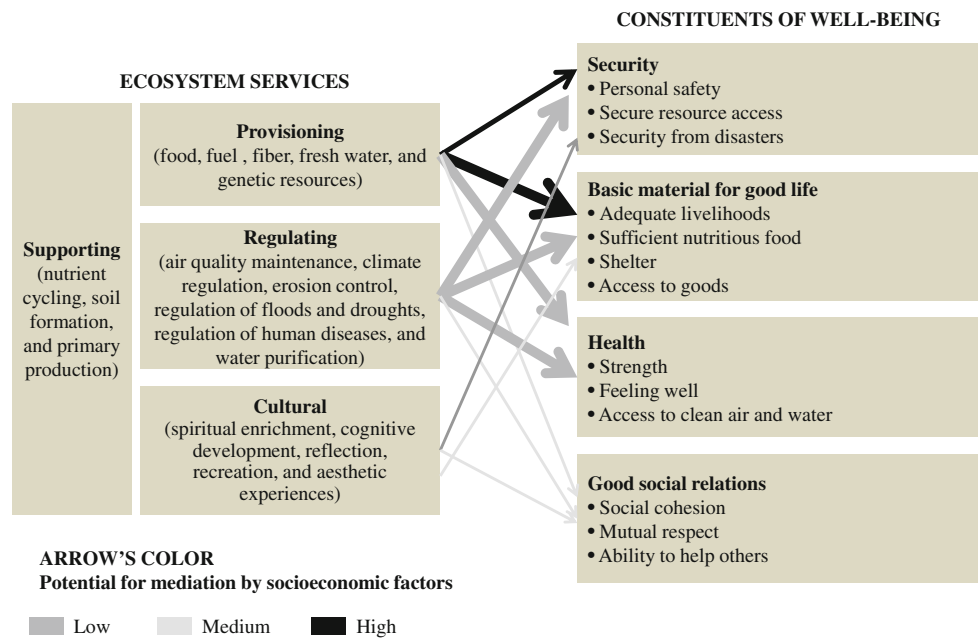 CONSTITUENTS OF WELL-BEING
ECOSYSTEM SERVICES
Supporting
(nutrient
cycling, soil
formation,
and primary
production)
Provisioning
(food, fuel , fiber, fresh water, and
genetic resources)
Regulating
(air quality maintenance, climate
regulation, erosion control,
regulation of floods and droughts,
regulation of human diseases, and
water purification)
Cultural
(spiritual enrichment, cognitive
development, reflection,
recreation, and aesthetic
experiences)
Security
• Personal safety
• Secure resource access
• Security from disasters
Basic material for good life
• Adequate livelihoods
• Sufficient nutritious food
• Shelter
• Access to goods
Health
• Strength
• Feeling well
• Access to clean air and water
Good social relations
• Social cohesion
• Mutual respect
• Ability to help others
ARROW'S COLOR
Potential for mediation by socioeconomic factors
Low Medium High